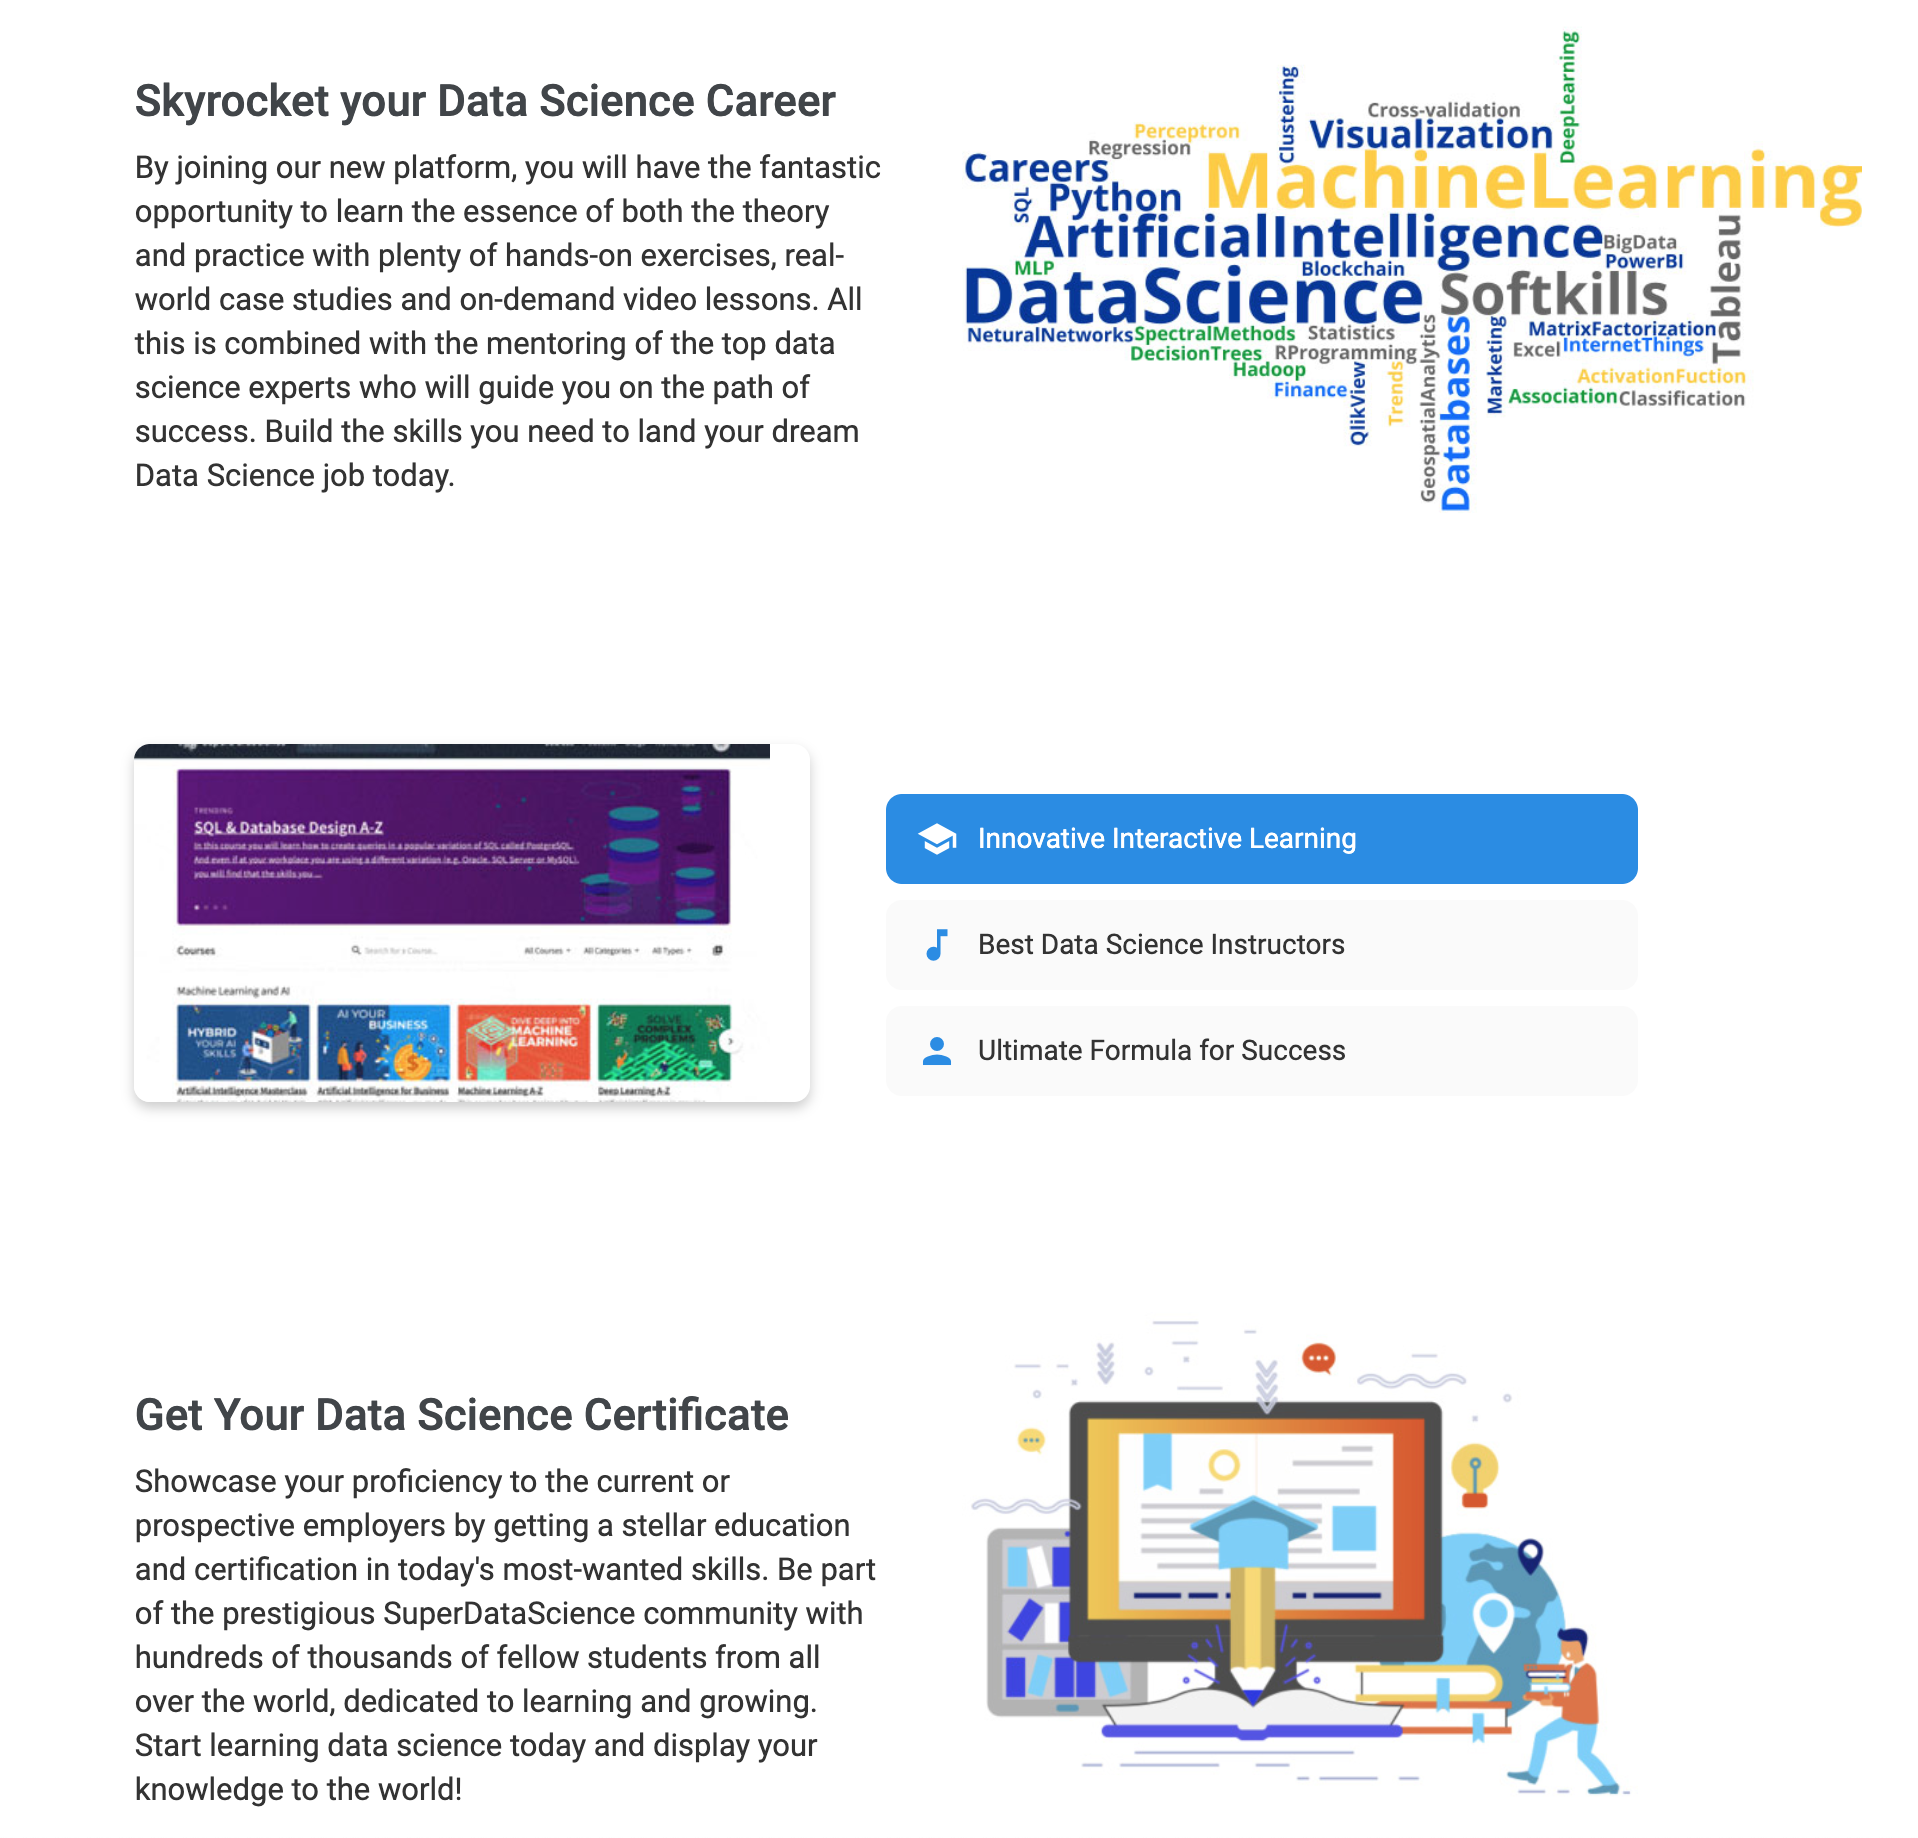 Skyrocket your Data Science Career
By joining our new platform, you will have the fantastic
opportunity to learn the essence of both the theory
and practice with plenty of hands-on exercises, real-
world case studies and on-demand video lessons. All
this is combined with the mentoring of the top data
science experts who will guide you on the path of
success. Build the skills you need to land your dream
Data Science job today.
DeepLearning
Clustering
Cross-validation
Perceptron
Visualization
Regression
Careers
MachineLearning
SQL
Python
ArtificialIntelligence
BigData
Tableau
PowerBI
MLP
Blockchain
DataScience
Softkills
NeturalNetworks
SpectralMethods
Statistics
MatrixFactorization
DecisionTrees
RProgramming
Excel
InternetThings
Hadoop
Finance
QlikView
Trends
GeospatialAnalytics
Databases
Marketing
ActivationFuction
Association
Classification
TRENDING
SQL & Database Design A-Z
In this course you will learn how to create queries in a popular variation of SQL called PostgreSQL.
And even if at your workplace you are using a different variation (e.g. Oracle, SQL Server or MySQL),
you will find that the skills you ...
Courses
Search for a Course...
All Courses
All Categories
All Types
Machine Learning and AI
HYBRID
YOUR AI
SKILLS
AI YOUR
BUSINESS
DIVE DEEP INTO
MACHINE
LEARNING
SOLVE
COMPLEX
PROBLEMS
Artificial Intelligence Masterclass
Artificial Intelligence for Business
Machine Learning A-Z
Deep Learning A-Z
Innovative Interactive Learning
Best Data Science Instructors
Ultimate Formula for Success
Get Your Data Science Certificate
Showcase your proficiency to the current or
prospective employers by getting a stellar education
and certification in today's most-wanted skills. Be part
of the prestigious SuperDataScience community with
hundreds of thousands of fellow students from all
over the world, dedicated to learning and growing.
Start learning data science today and display your
knowledge to the world!